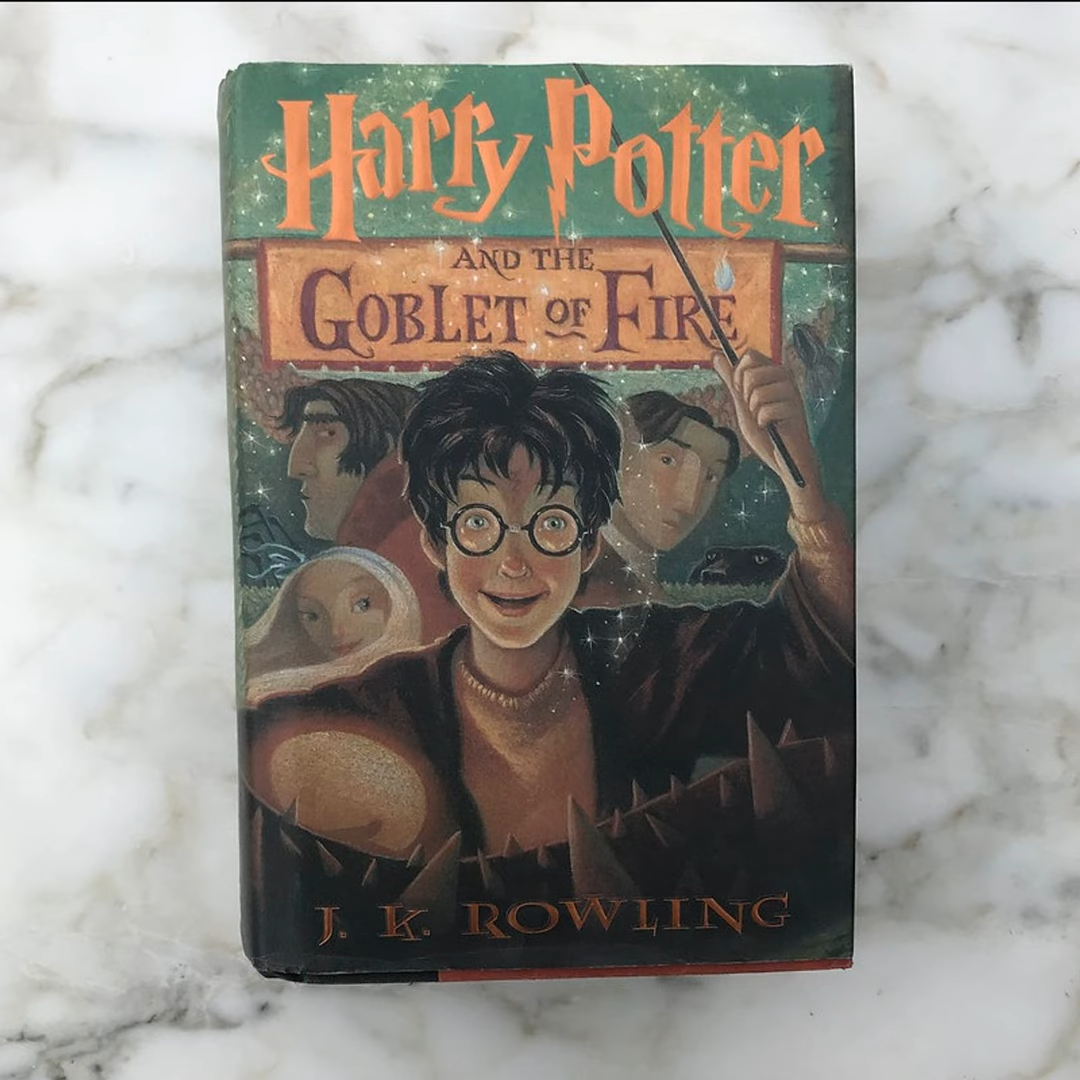 Harry Potter
AND THE
GOBLET OF FIRE
J. K. ROWLING